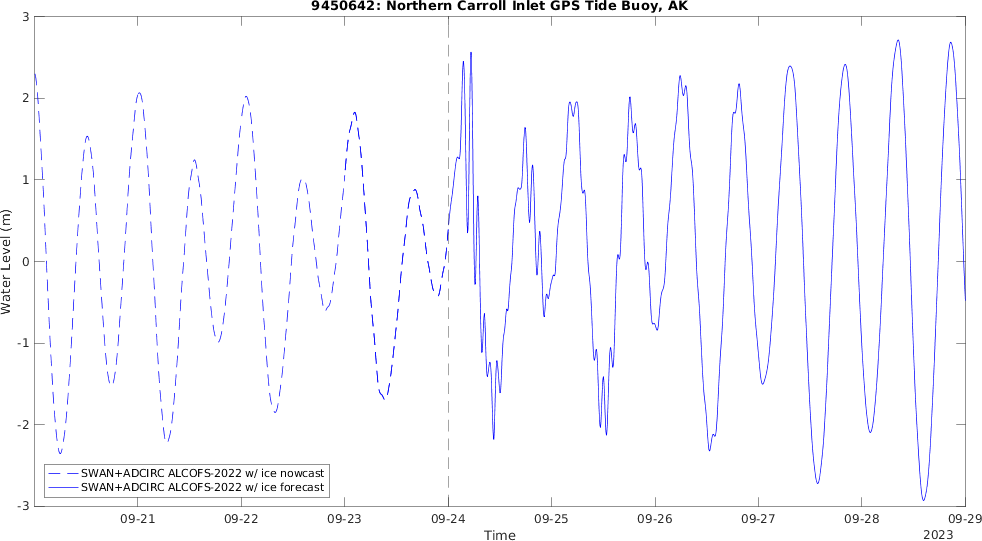 9450642: Northern Carroll Inlet GPS Tide Buoy, AK
3
2
1
0
-1
-2
-3
Water Level (m)
SWAN+ADCIRC ALCOFS-2022 w/ ice nowcast
SWAN+ADCIRC ALCOFS-2022 w/ ice forecast
09-21 09-22 09-23 09-24 09-25 09-26 09-27 09-28 09-29
Time 2023